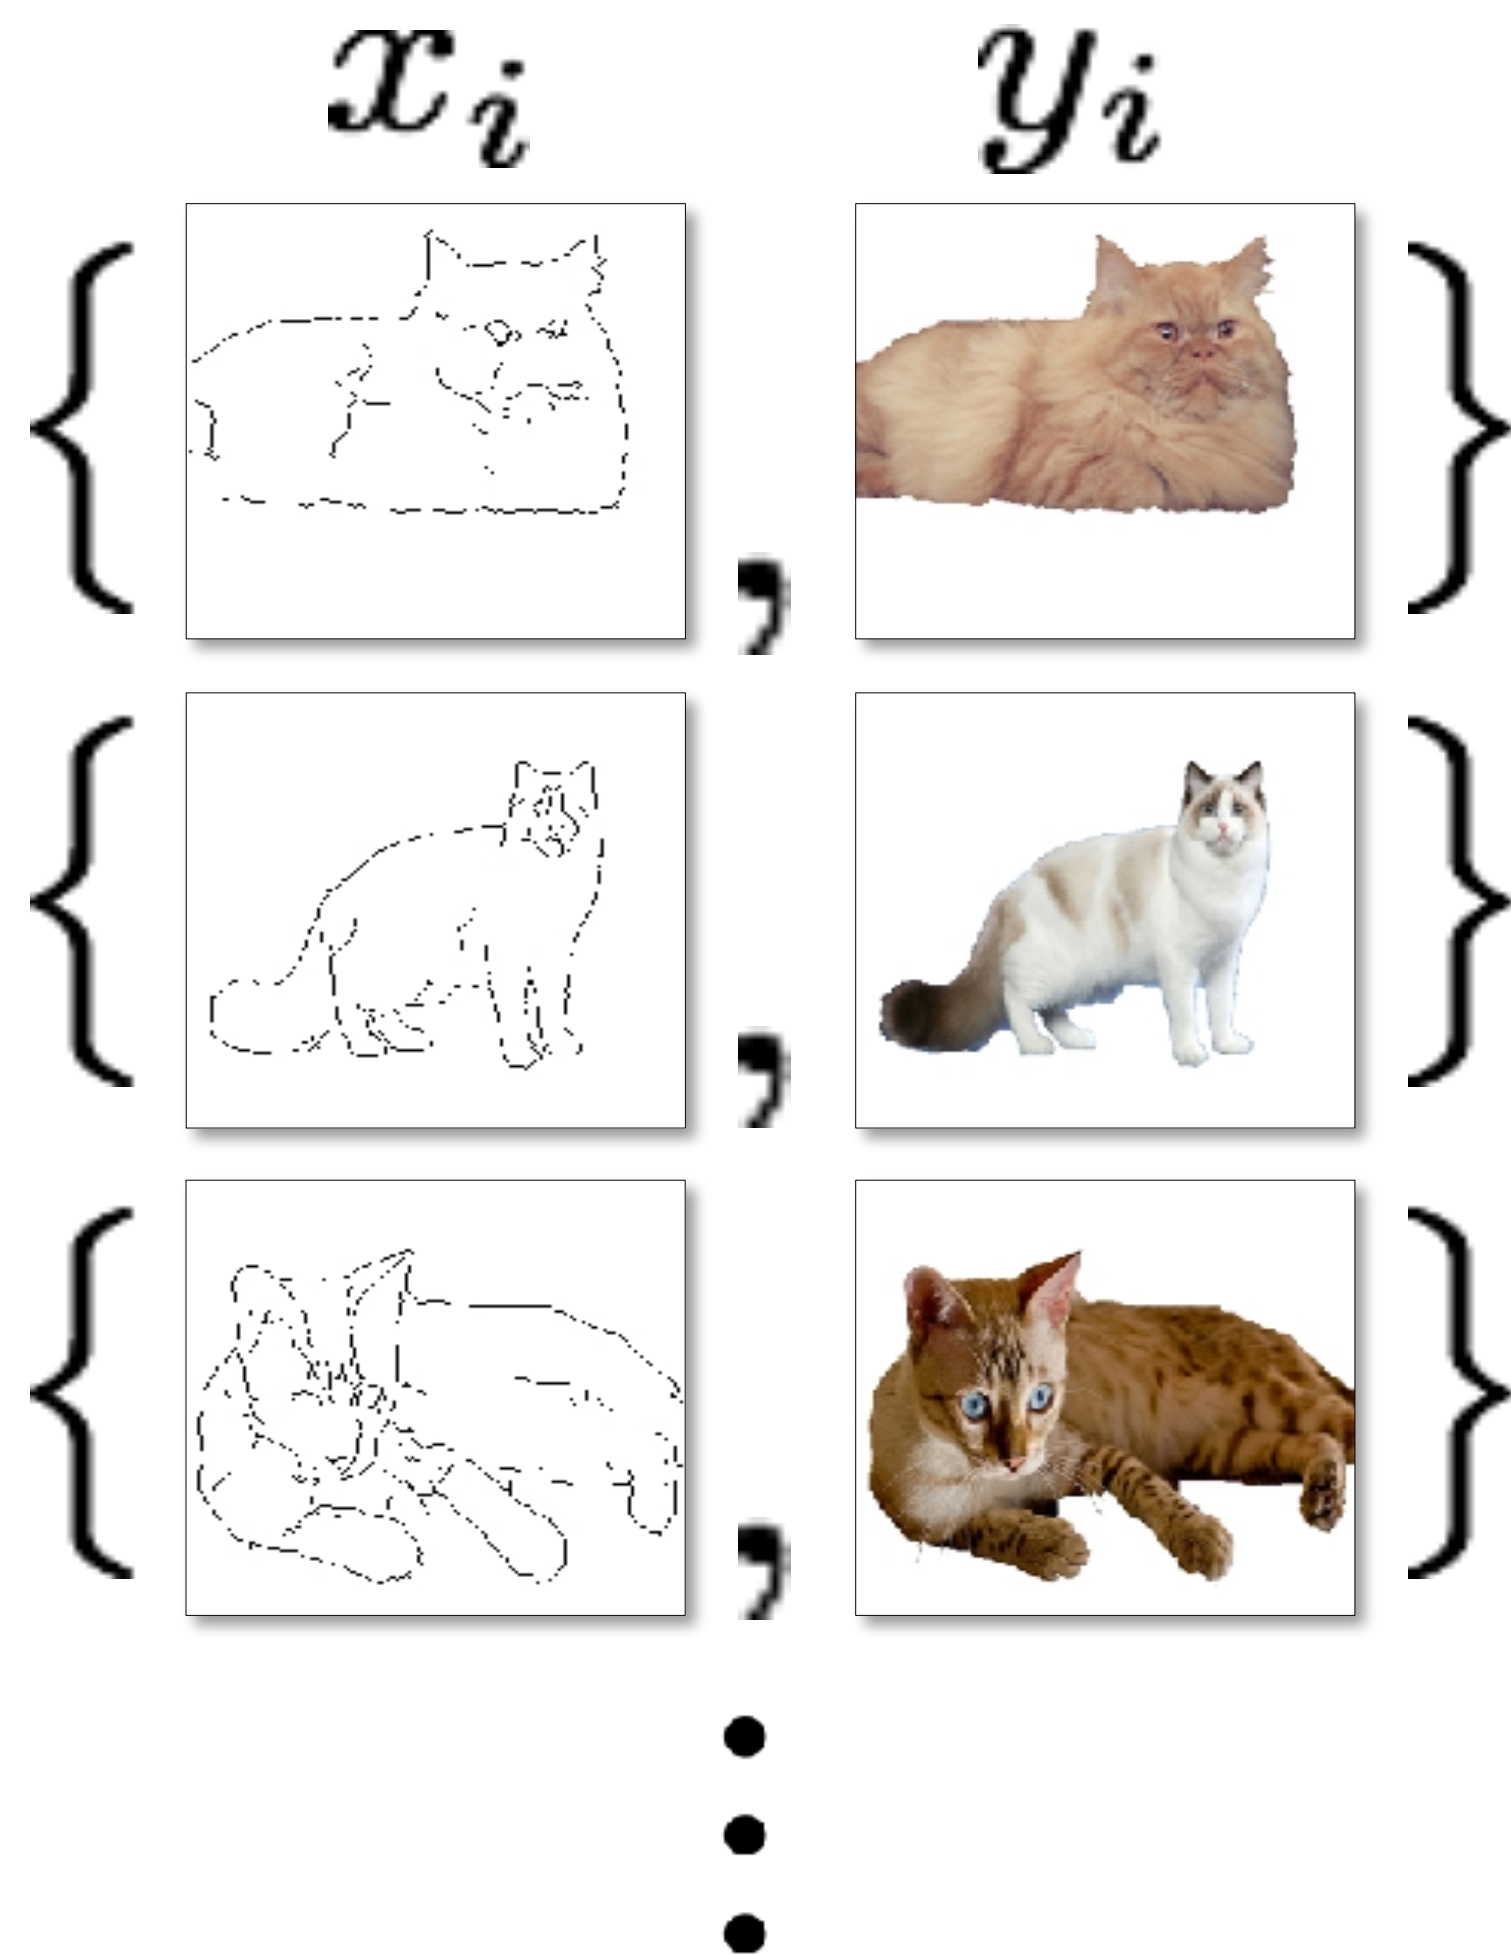 x_i y_i
{ , }
{ , }
{ , }
⋮